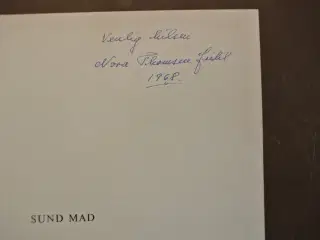 Venlig hilsen
Nora Thomsen
1968.
SUND MAD